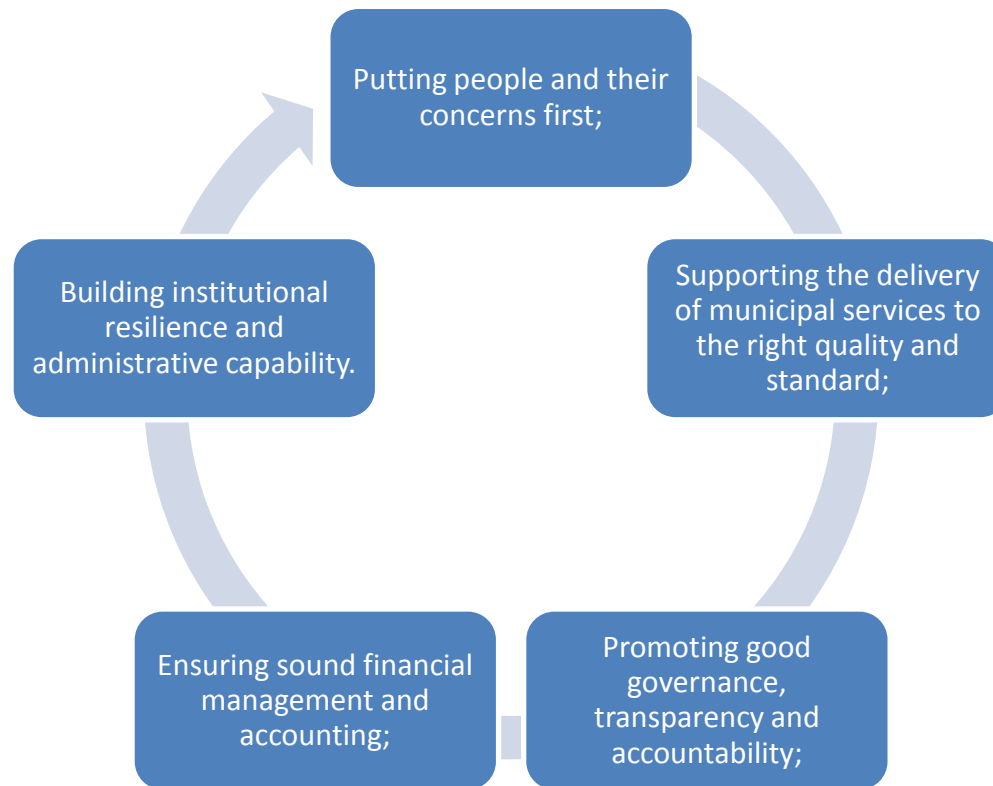 Putting people and their
concerns first;
Supporting the delivery
of municipal services to
the right quality and
standard;
Promoting good
governance,
transparency and
accountability;
Ensuring sound financial
management and
accounting;
Building institutional
resilience and
administrative capability.